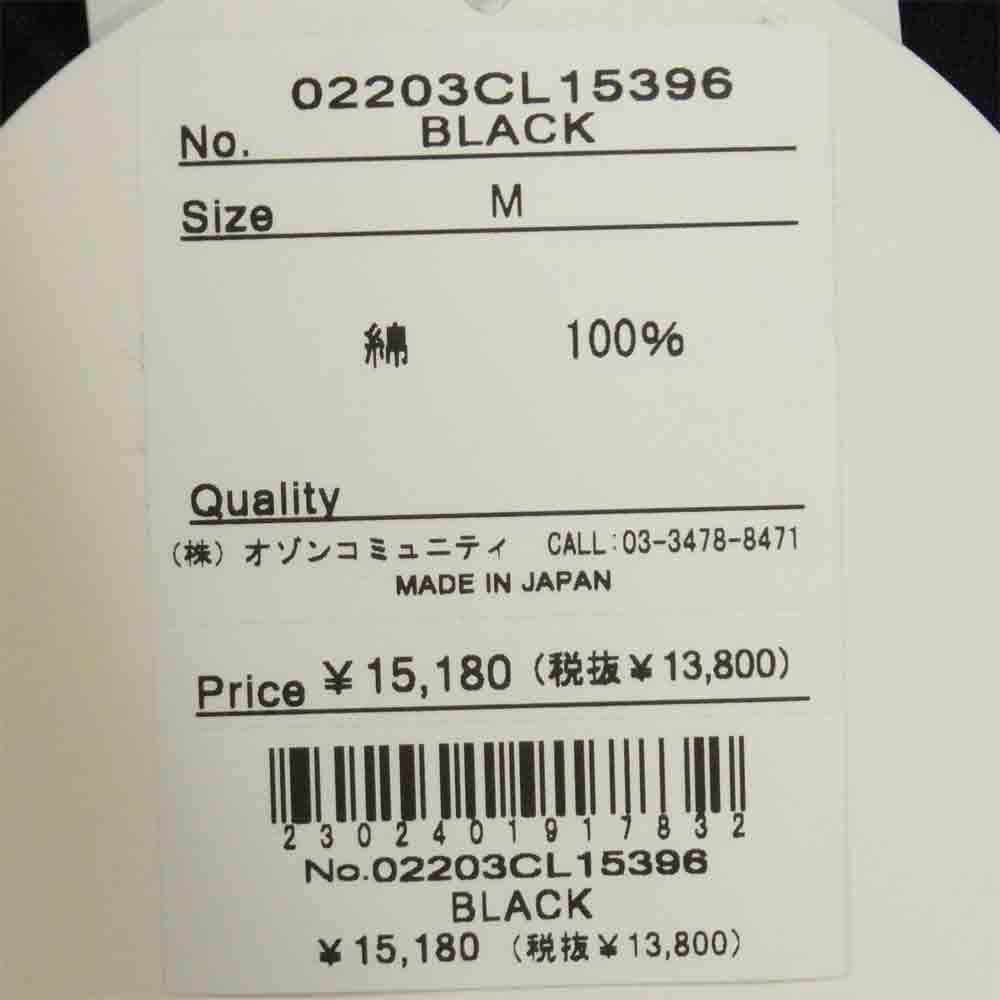 02203CL15396
No. BLACK
Size M
綿 100%
Quality
(株) オゾンコミュニティ CALL:03-3478-8471
MADE IN JAPAN
Price ¥15,180 (税抜¥13,800)
2302401917832
No.02203CL15396
BLACK
¥15,180 (税抜¥13,800)